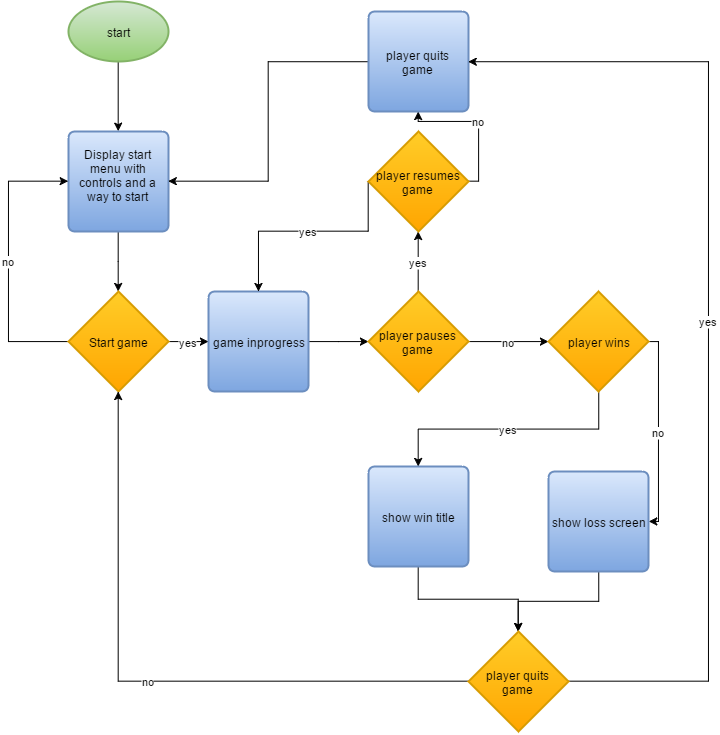 start
player quits
game
Display start
menu with
controls and a
way to start
no
player resumes
game
yes
yes
no
Start game
yes
game inprogress
player pauses
game
no
player wins
yes
yes
no
show win title
show loss screen
player quits
game
no